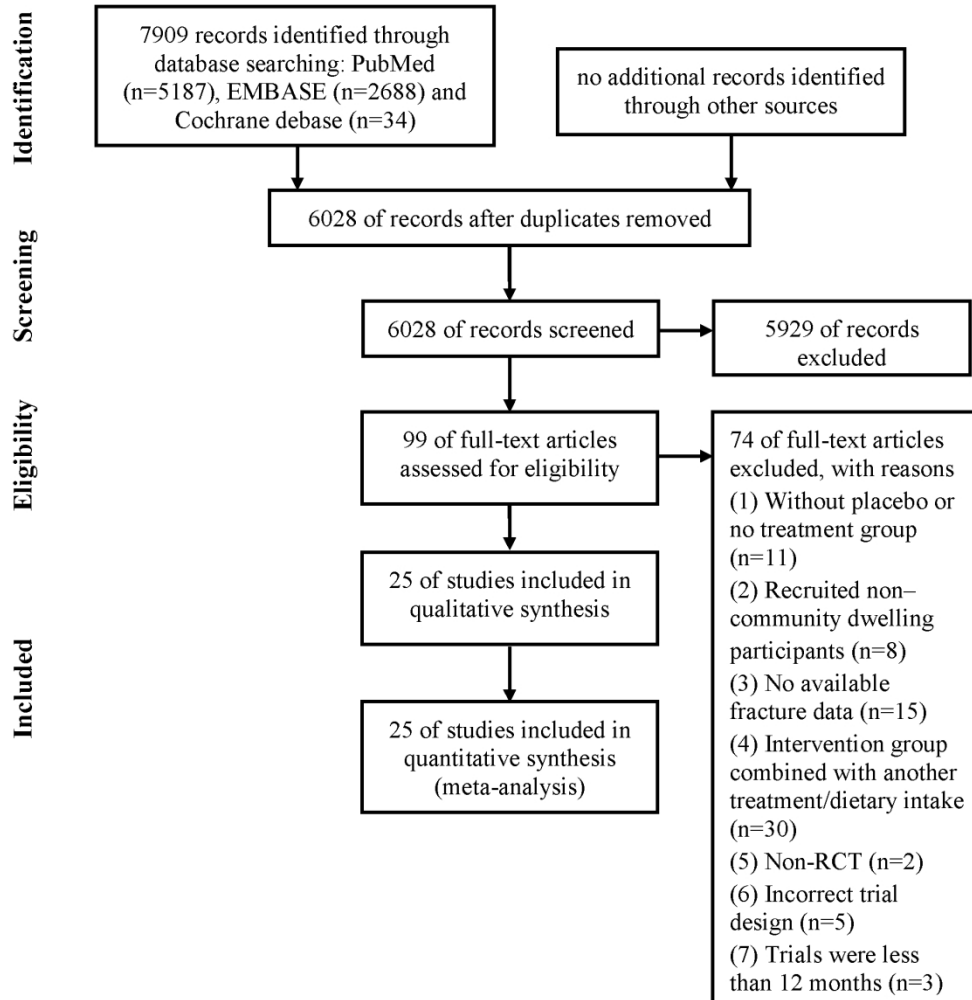 Identification
7909 records identified through
database searching: PubMed
(n=5187), EMBASE (n=2688) and
Cochrane debase (n=34)
no additional records identified
through other sources
6028 of records after duplicates removed
Screening
6028 of records screened
5929 of records
excluded
Eligibility
99 of full-text articles
assessed for eligibility
74 of full-text articles
excluded, with reasons
(1) Without placebo or
no treatment group
(n=11)
(2) Recruited non–
community dwelling
participants (n=8)
(3) No available
fracture data (n=15)
(4) Intervention group
combined with another
treatment/dietary intake
(n=30)
(5) Non-RCT (n=2)
(6) Incorrect trial
design (n=5)
(7) Trials were less
than 12 months (n=3)
Included
25 of studies included in
qualitative synthesis
25 of studies included in
quantitative synthesis
(meta-analysis)